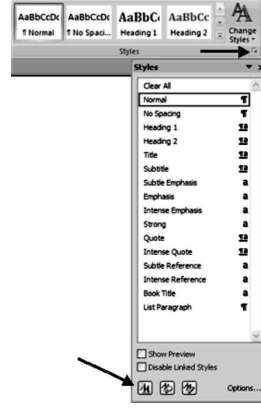 AaBbCcDc AaBbCcDc AaBbC AaBbCc
¶ Normal ¶ No Spaci... Heading 1 Heading 2 Change Styles
Styles
Styles
Clear All
Normal ¶
No Spacing ¶
Heading 1 ¶a
Heading 2 ¶a
Title ¶a
Subtitle ¶a
Subtle Emphasis a
Emphasis a
Intense Emphasis a
Strong a
Quote ¶a
Intense Quote ¶a
Subtle Reference a
Intense Reference a
Book Title a
List Paragraph ¶
Show Preview
Disable Linked Styles
Options...